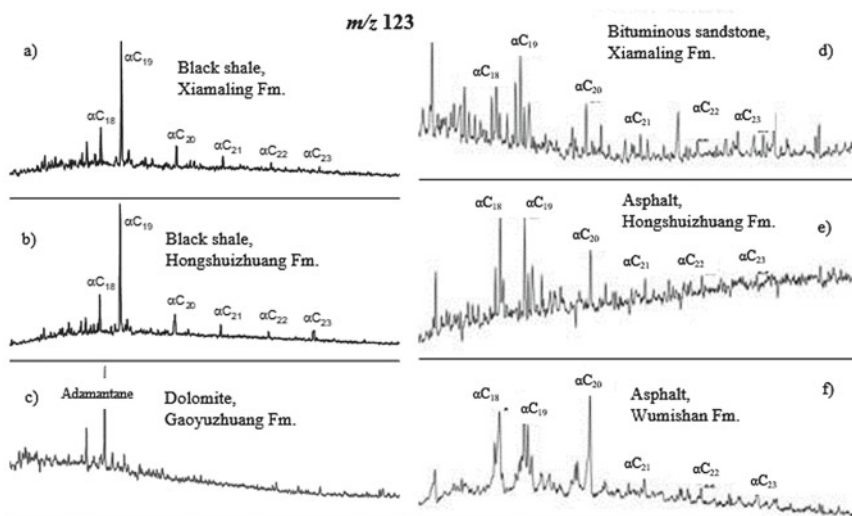 m/z 123
a)
αC₁₉
Black shale,
Xiamaling Fm.
αC₁₈
αC₂₀
αC₂₁
αC₂₂
αC₂₃
b)
αC₁₉
Black shale,
Hongshuizhuang Fm.
αC₁₈
αC₂₀
αC₂₁
αC₂₂
αC₂₃
c)
Adamantane
Dolomite,
Gaoyuzhuang Fm.
d)
Bituminous sandstone,
Xiamaling Fm.
αC₁₈
αC₁₉
αC₂₀
αC₂₁
αC₂₂
αC₂₃
e)
Asphalt,
Hongshuizhuang Fm.
αC₁₈
αC₁₉
αC₂₀
αC₂₁
αC₂₂
αC₂₃
f)
Asphalt,
Wumishan Fm.
αC₁₈
αC₁₉
αC₂₀
αC₂₁
αC₂₂
αC₂₃